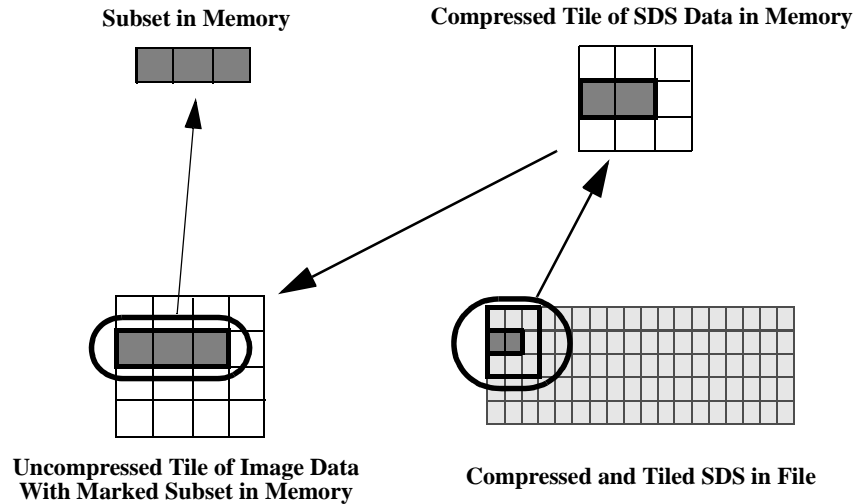 Subset in Memory
Compressed Tile of SDS Data in Memory
Uncompressed Tile of Image Data
With Marked Subset in Memory
Compressed and Tiled SDS in File